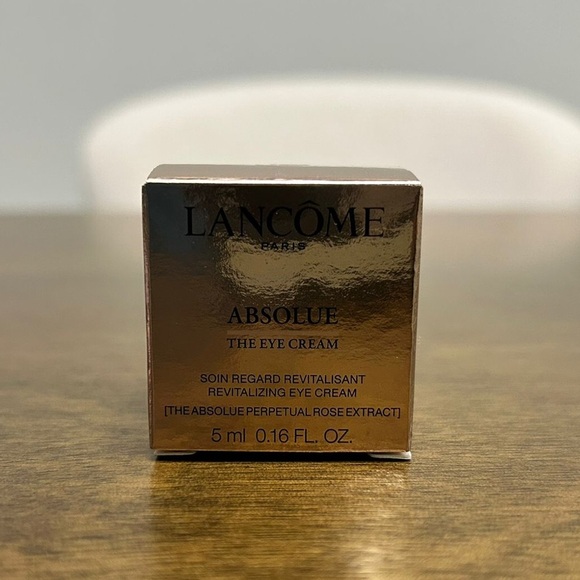 LANCÔME
PARIS
ABSOLUE
THE EYE CREAM
SOIN REGARD REVITALISANT
REVITALIZING EYE CREAM
[THE ABSOLUE PERPETUAL ROSE EXTRACT]
5 ml 0.16 FL. OZ.